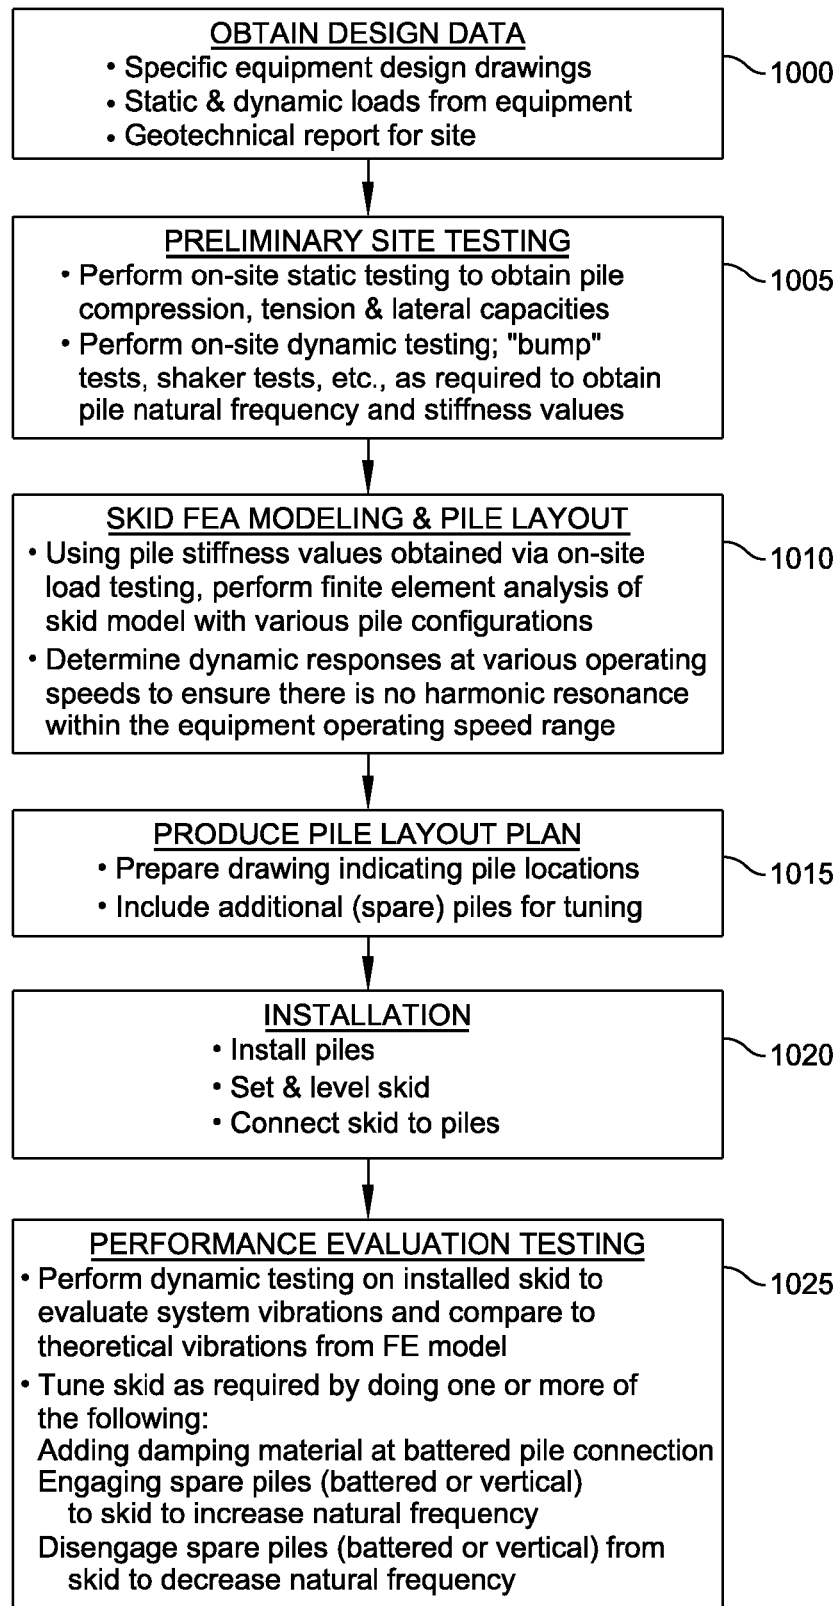 OBTAIN DESIGN DATA
• Specific equipment design drawings
• Static & dynamic loads from equipment
• Geotechnical report for site
1000
PRELIMINARY SITE TESTING
• Perform on-site static testing to obtain pile
compression, tension & lateral capacities
• Perform on-site dynamic testing; "bump"
tests, shaker tests, etc., as required to obtain
pile natural frequency and stiffness values
1005
SKID FEA MODELING & PILE LAYOUT
• Using pile stiffness values obtained via on-site
load testing, perform finite element analysis of
skid model with various pile configurations
• Determine dynamic responses at various operating
speeds to ensure there is no harmonic resonance
within the equipment operating speed range
1010
PRODUCE PILE LAYOUT PLAN
• Prepare drawing indicating pile locations
• Include additional (spare) piles for tuning
1015
INSTALLATION
• Install piles
• Set & level skid
• Connect skid to piles
1020
PERFORMANCE EVALUATION TESTING
• Perform dynamic testing on installed skid to
evaluate system vibrations and compare to
theoretical vibrations from FE model
• Tune skid as required by doing one or more of
the following:
Adding damping material at battered pile connection
Engaging spare piles (battered or vertical)
to skid to increase natural frequency
Disengage spare piles (battered or vertical) from
skid to decrease natural frequency
1025